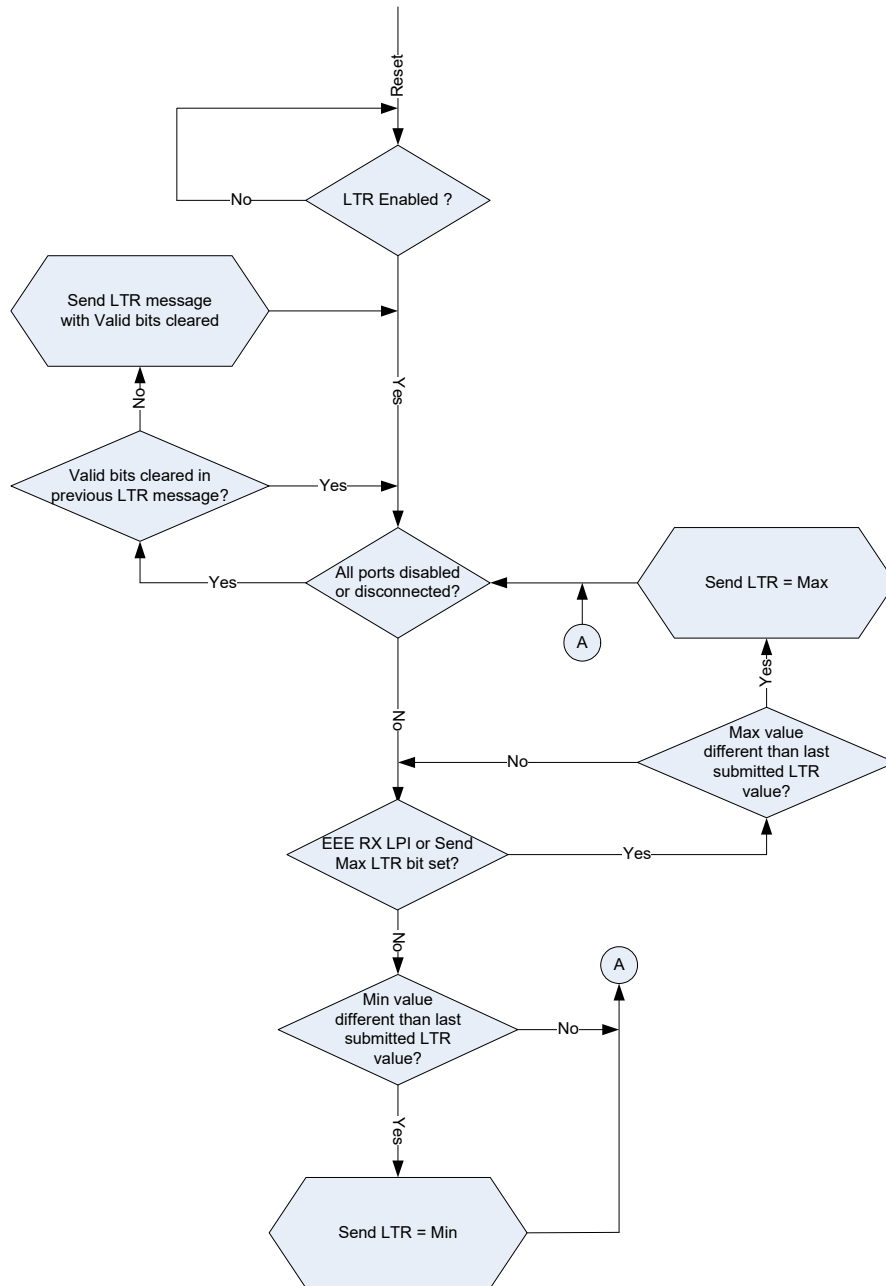 Reset
LTR Enabled ?
No
Send LTR message
with Valid bits cleared
Yes
No
Valid bits cleared in
previous LTR message?
Yes
All ports disabled
or disconnected?
Yes
Send LTR = Max
A
Yes
No
Max value
different than last
submitted LTR
value?
No
EEE RX LPI or Send
Max LTR bit set?
Yes
No
A
Min value
different than last
submitted LTR
value?
No
Yes
Send LTR = Min